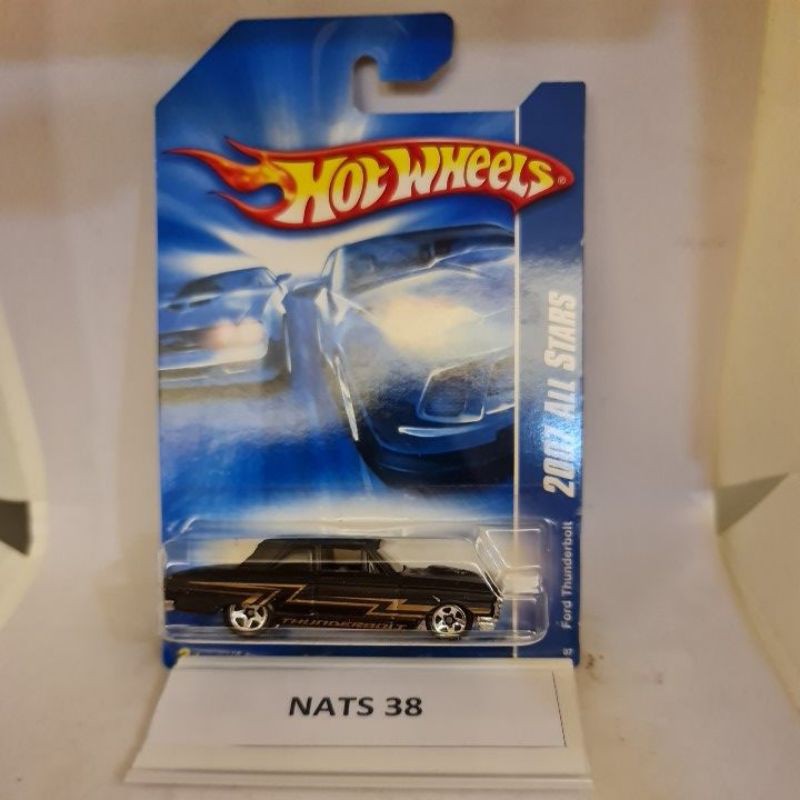 HOT WHEELS®
2007 ALL STARS
Ford Thunderbolt
THUNDERBOLT
NATS 38